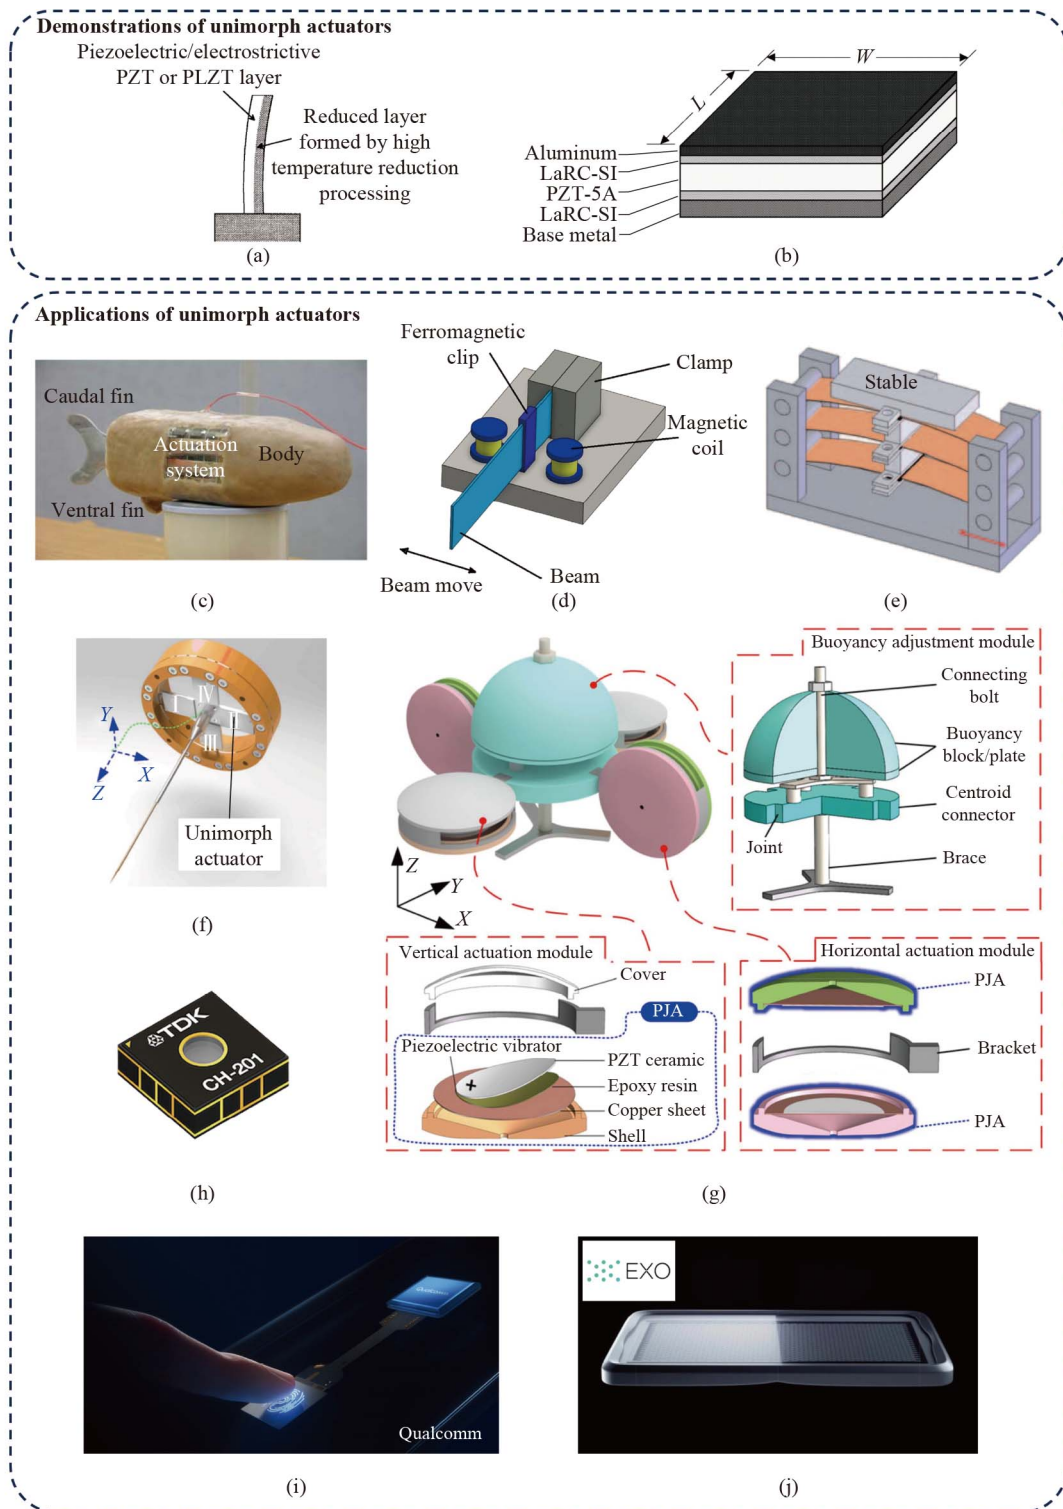 Demonstrations of unimorph actuators
Piezoelectric/electrostrictive
PZT or PLZT layer
Reduced layer
formed by high
temperature reduction
processing
(a)
W
L
Aluminum
LaRC-SI
PZT-5A
LaRC-SI
Base metal
(b)
Applications of unimorph actuators
Caudal fin
Actuation
system
Body
Ventral fin
(c)
Ferromagnetic
clip
Clamp
Magnetic
coil
Beam move
Beam
(d)
Stable
(e)
I
IV
II
III
Y
X
Z
Unimorph
actuator
(f)
Buoyancy adjustment module
Connecting
bolt
Buoyancy
block/plate
Centroid
connector
Joint
Brace
Z
Y
X
Vertical actuation module
Cover
PJA
Piezoelectric vibrator
PZT ceramic
Epoxy resin
Copper sheet
Shell
Horizontal actuation module
PJA
Bracket
PJA
(g)
TDK
CH-201
(h)
Qualcomm
Qualcomm
(i)
EXO
(j)